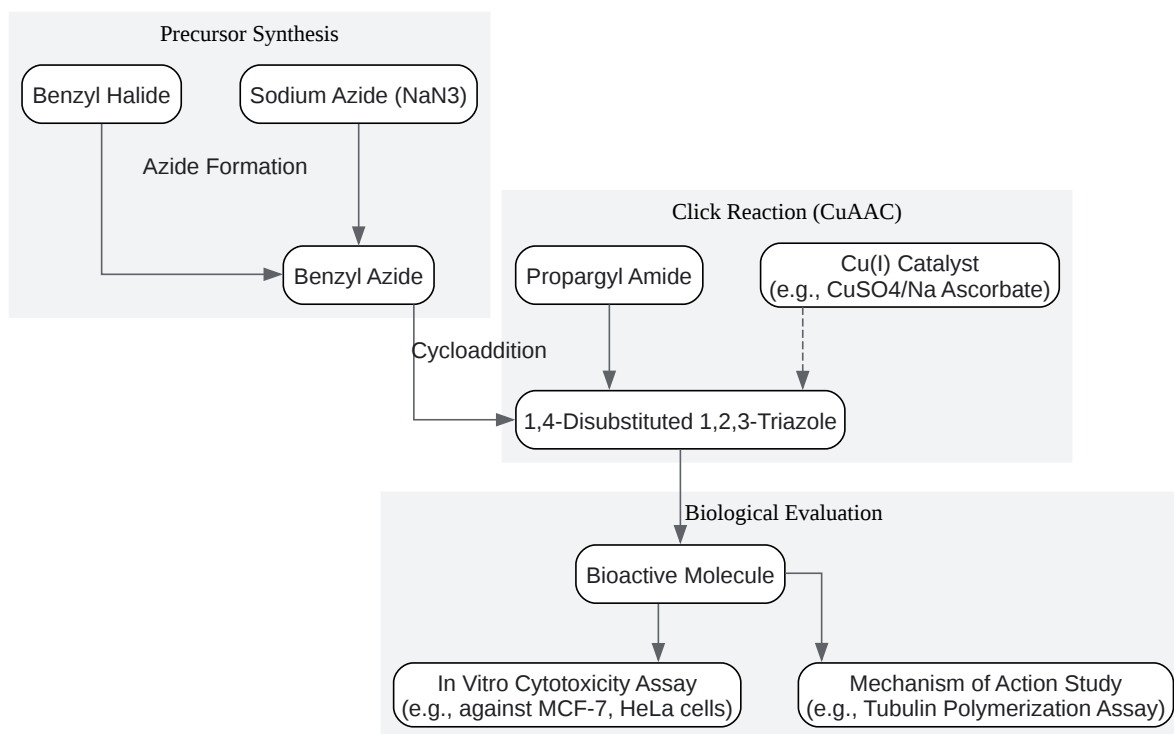 Precursor Synthesis
Benzyl Halide
Sodium Azide (NaN3)
Azide Formation
Benzyl Azide
Click Reaction (CuAAC)
Propargyl Amide
Cu(I) Catalyst
(e.g., CuSO4/Na Ascorbate)
Cycloaddition
1,4-Disubstituted 1,2,3-Triazole
Biological Evaluation
Bioactive Molecule
In Vitro Cytotoxicity Assay
(e.g., against MCF-7, HeLa cells)
Mechanism of Action Study
(e.g., Tubulin Polymerization Assay)